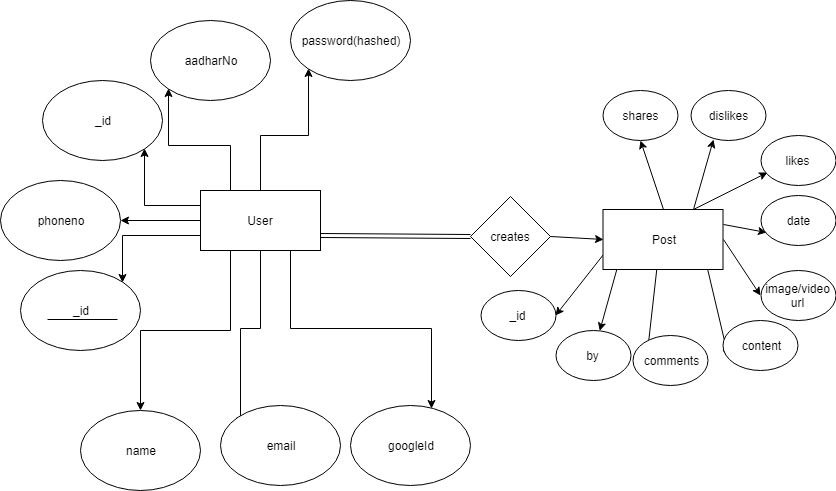 password(hashed)
aadharNo
_id
shares
dislikes
likes
phoneno
User
creates
Post
date
image/video
url
_id
_id
by
comments
content
name
email
googleId